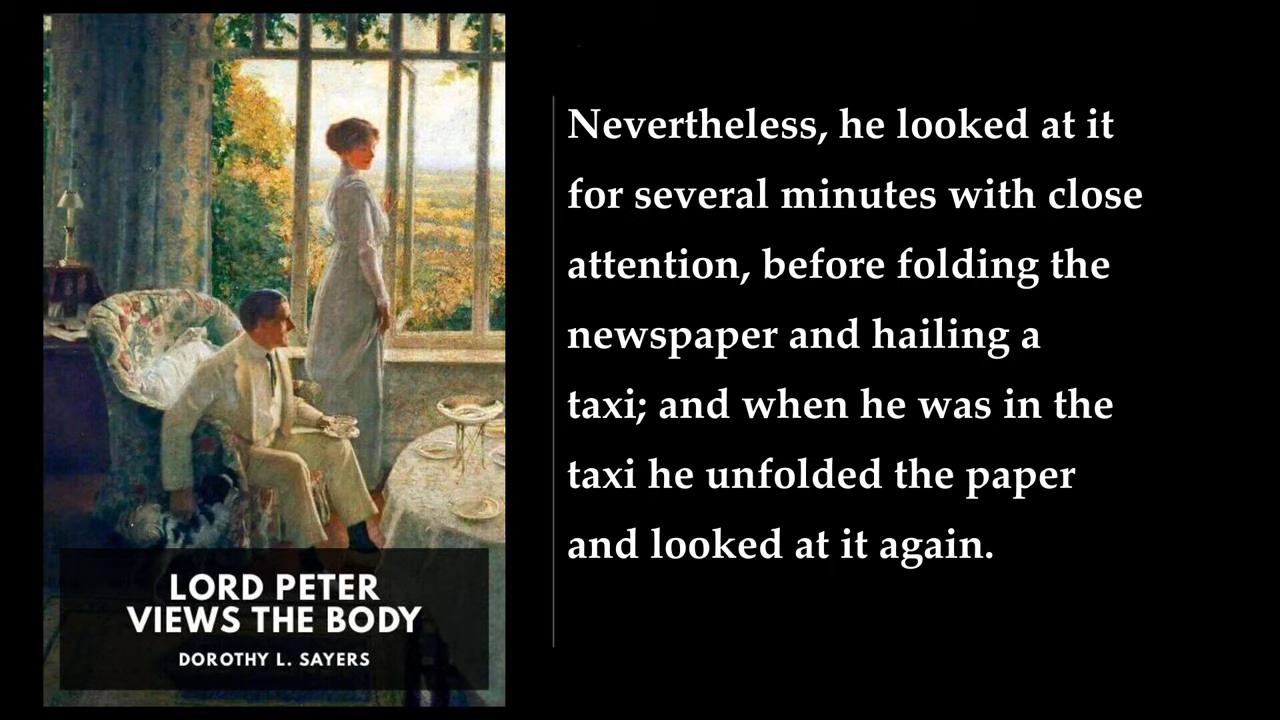 LORD PETER
VIEWS THE BODY
DOROTHY L. SAYERS
Nevertheless, he looked at it
for several minutes with close
attention, before folding the
newspaper and hailing a
taxi; and when he was in the
taxi he unfolded the paper
and looked at it again.